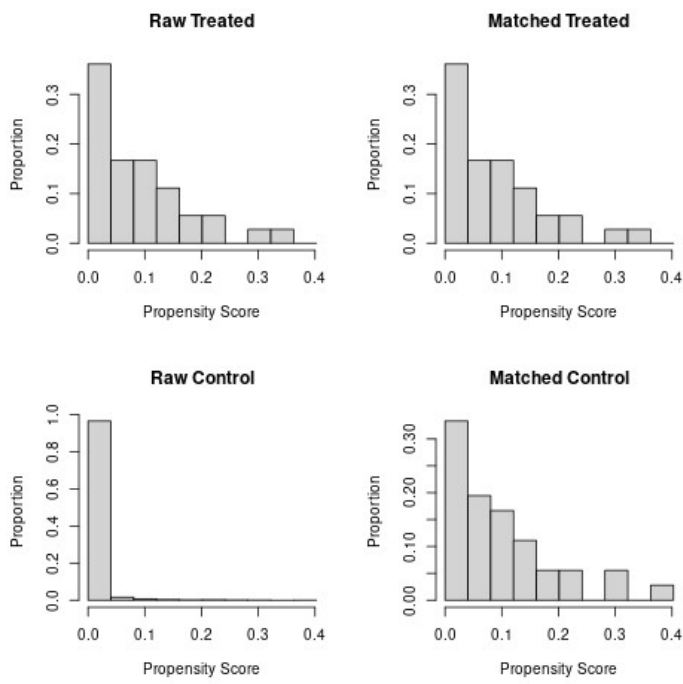 Raw Treated
Proportion
0.0 0.1 0.2 0.3
0.0 0.1 0.2 0.3 0.4
Propensity Score
Matched Treated
Proportion
0.0 0.1 0.2 0.3
0.0 0.1 0.2 0.3 0.4
Propensity Score
Raw Control
Proportion
0.0 0.2 0.4 0.6 0.8 1.0
0.0 0.1 0.2 0.3 0.4
Propensity Score
Matched Control
Proportion
0.00 0.10 0.20 0.30
0.0 0.1 0.2 0.3 0.4
Propensity Score